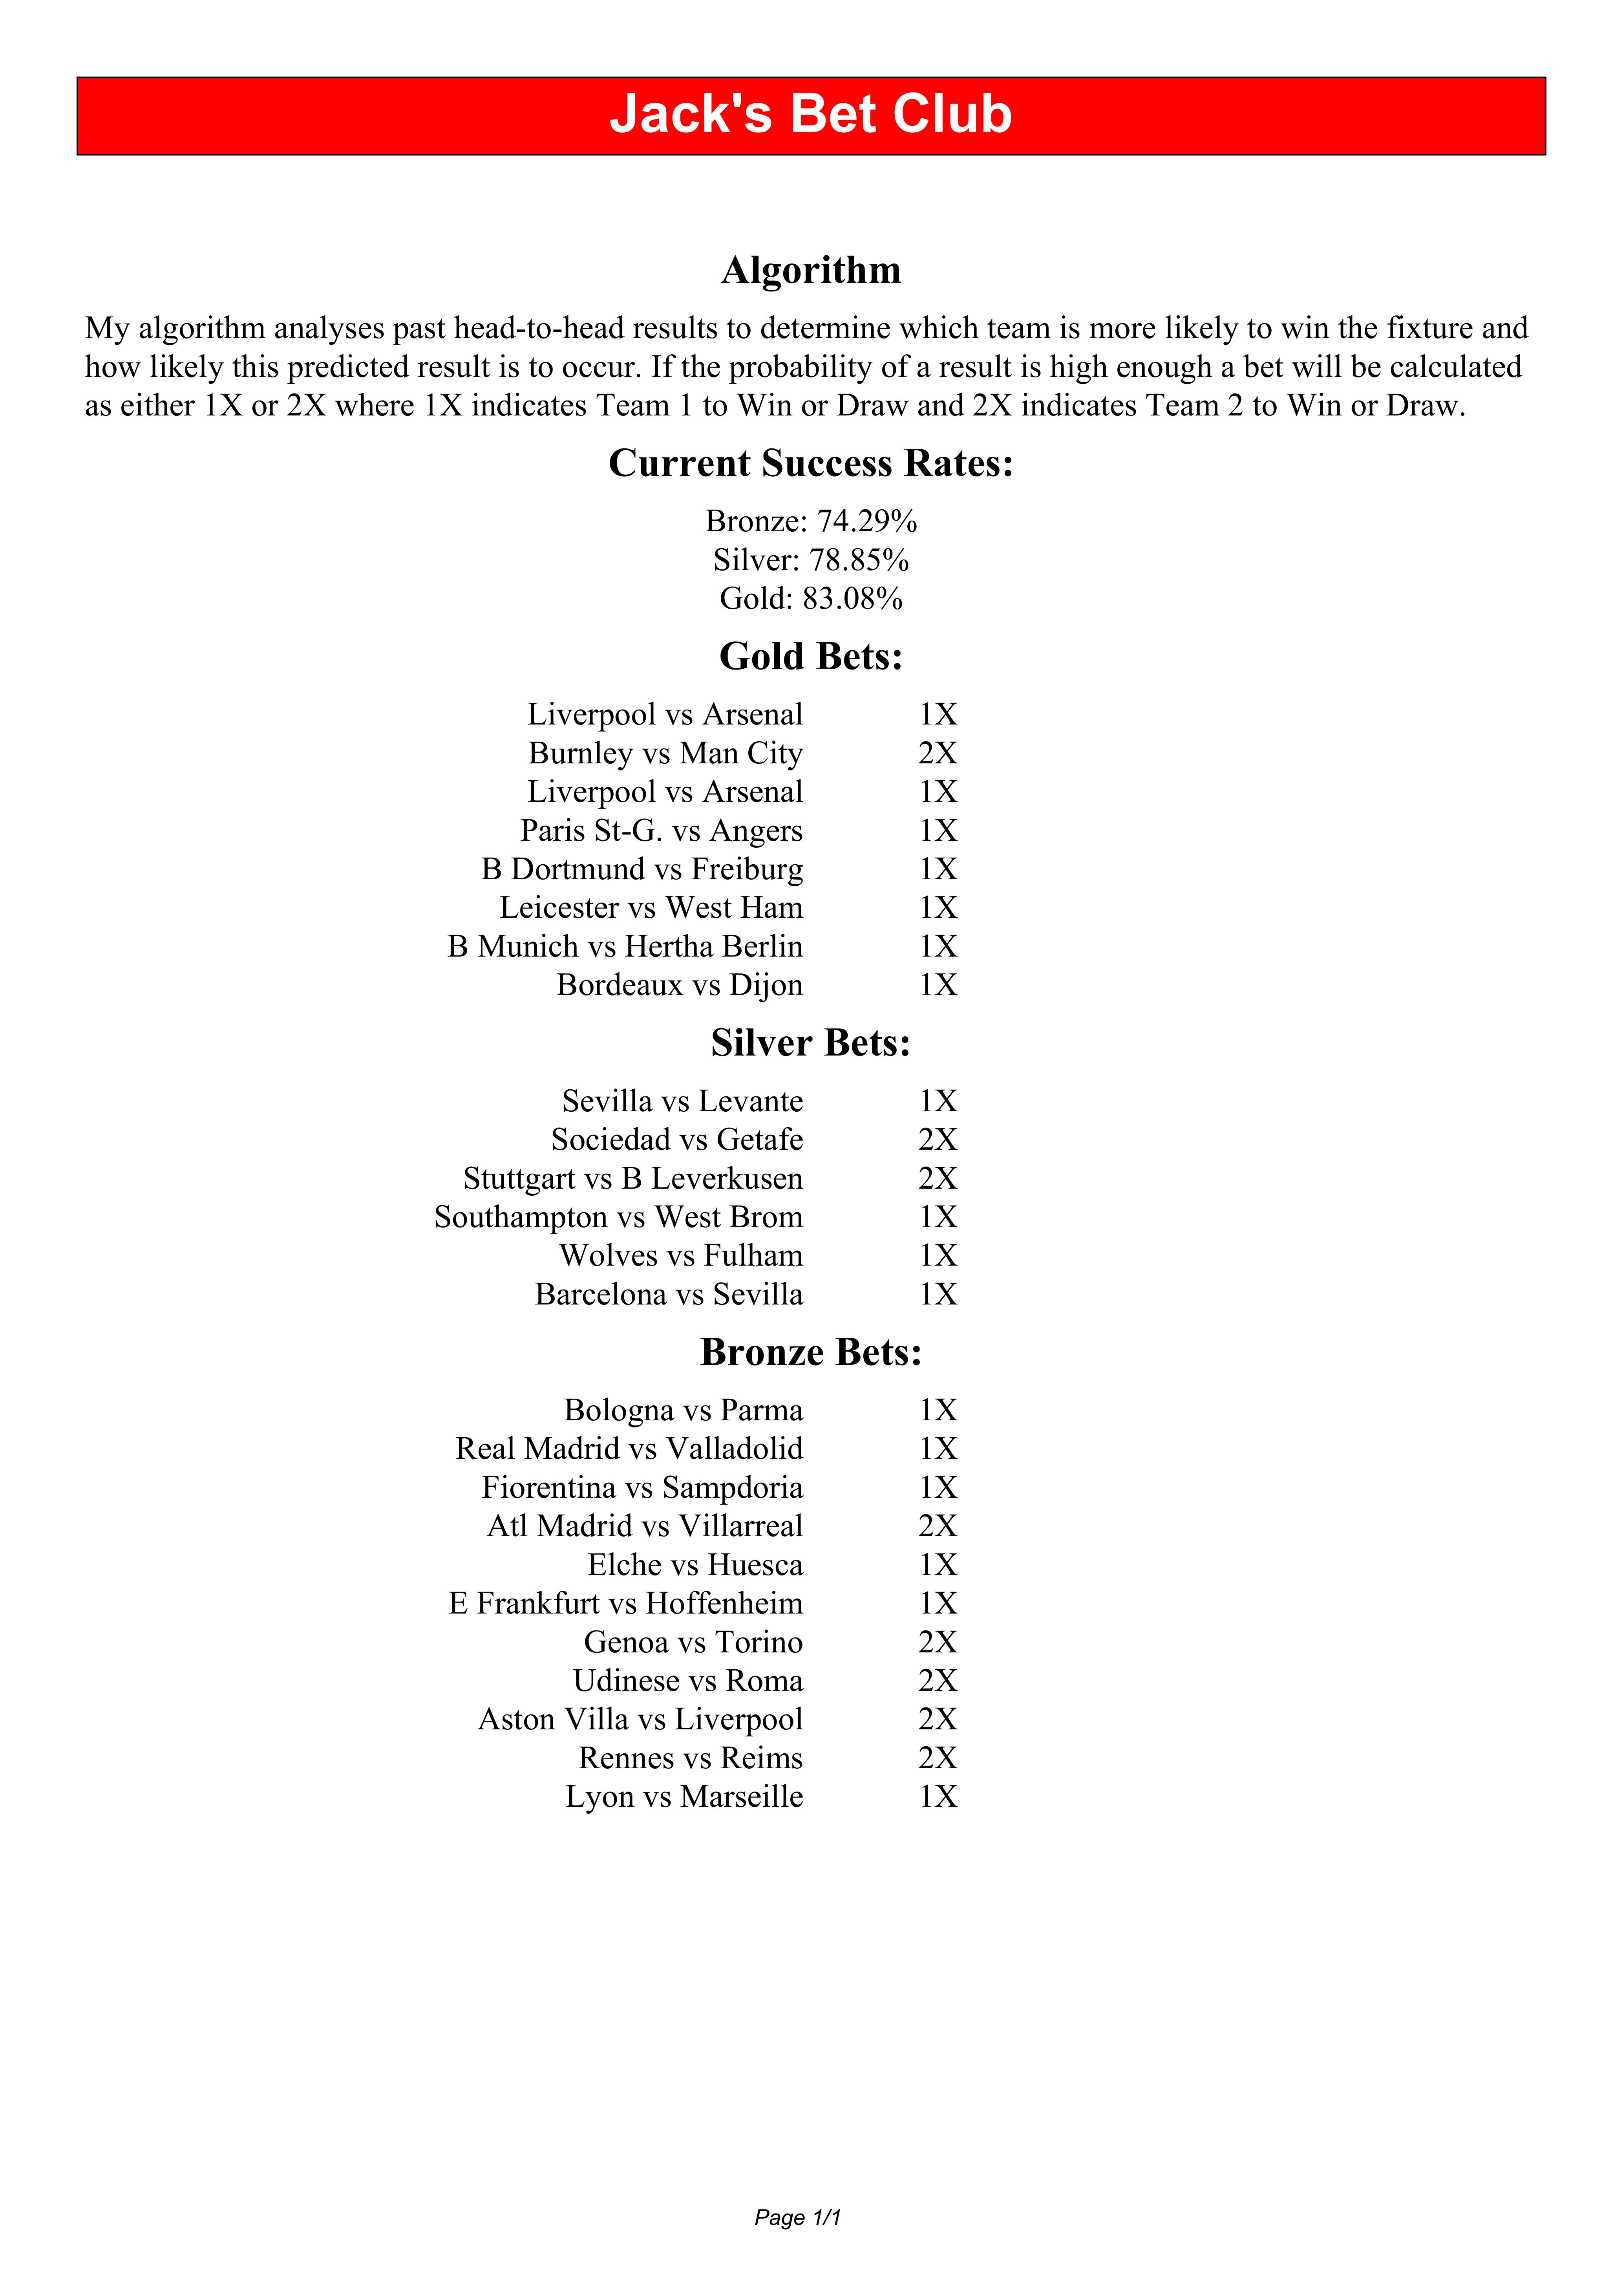 Jack's Bet Club
Algorithm
My algorithm analyses past head-to-head results to determine which team is more likely to win the fixture and
how likely this predicted result is to occur. If the probability of a result is high enough a bet will be calculated
as either 1X or 2X where 1X indicates Team 1 to Win or Draw and 2X indicates Team 2 to Win or Draw.
Current Success Rates:
Bronze: 74.29%
Silver: 78.85%
Gold: 83.08%
Gold Bets:
Liverpool vs Arsenal 1X
Burnley vs Man City 2X
Liverpool vs Arsenal 1X
Paris St-G. vs Angers 1X
B Dortmund vs Freiburg 1X
Leicester vs West Ham 1X
B Munich vs Hertha Berlin 1X
Bordeaux vs Dijon 1X
Silver Bets:
Sevilla vs Levante 1X
Sociedad vs Getafe 2X
Stuttgart vs B Leverkusen 2X
Southampton vs West Brom 1X
Wolves vs Fulham 1X
Barcelona vs Sevilla 1X
Bronze Bets:
Bologna vs Parma 1X
Real Madrid vs Valladolid 1X
Fiorentina vs Sampdoria 1X
Atl Madrid vs Villarreal 2X
Elche vs Huesca 1X
E Frankfurt vs Hoffenheim 1X
Genoa vs Torino 2X
Udinese vs Roma 2X
Aston Villa vs Liverpool 2X
Rennes vs Reims 2X
Lyon vs Marseille 1X
Page 1/1